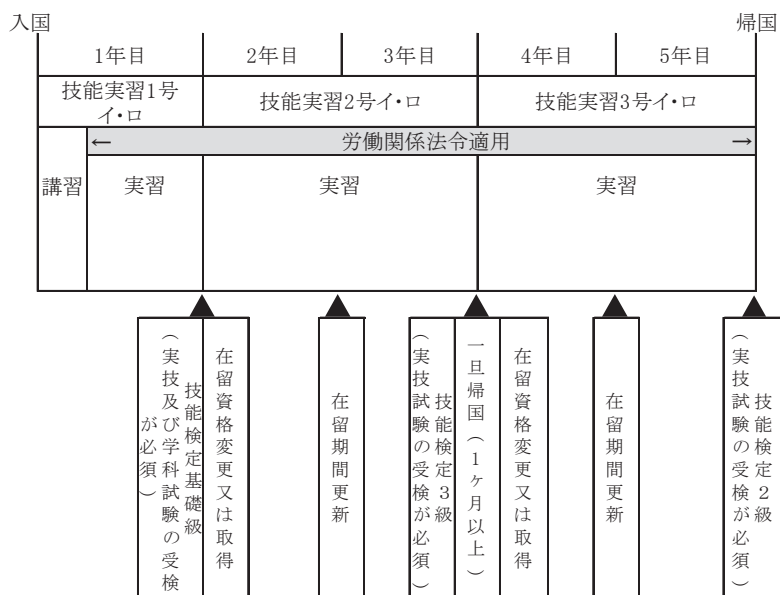 入国
帰国
1年目
2年目
3年目
4年目
5年目
技能実習1号
イ・ロ
技能実習2号イ・ロ
技能実習3号イ・ロ
← 労働関係法令適用 →
講習
実習
実習
実習
技能検定基礎級
（実技及び学科試験の受検
が必須）
在留資格変更又は取得
在留期間更新
技能検定3級
（実技試験の受検が必須）
一旦帰国（1ヶ月以上）
在留資格変更又は取得
在留期間更新
技能検定2級
（実技試験の受検が必須）